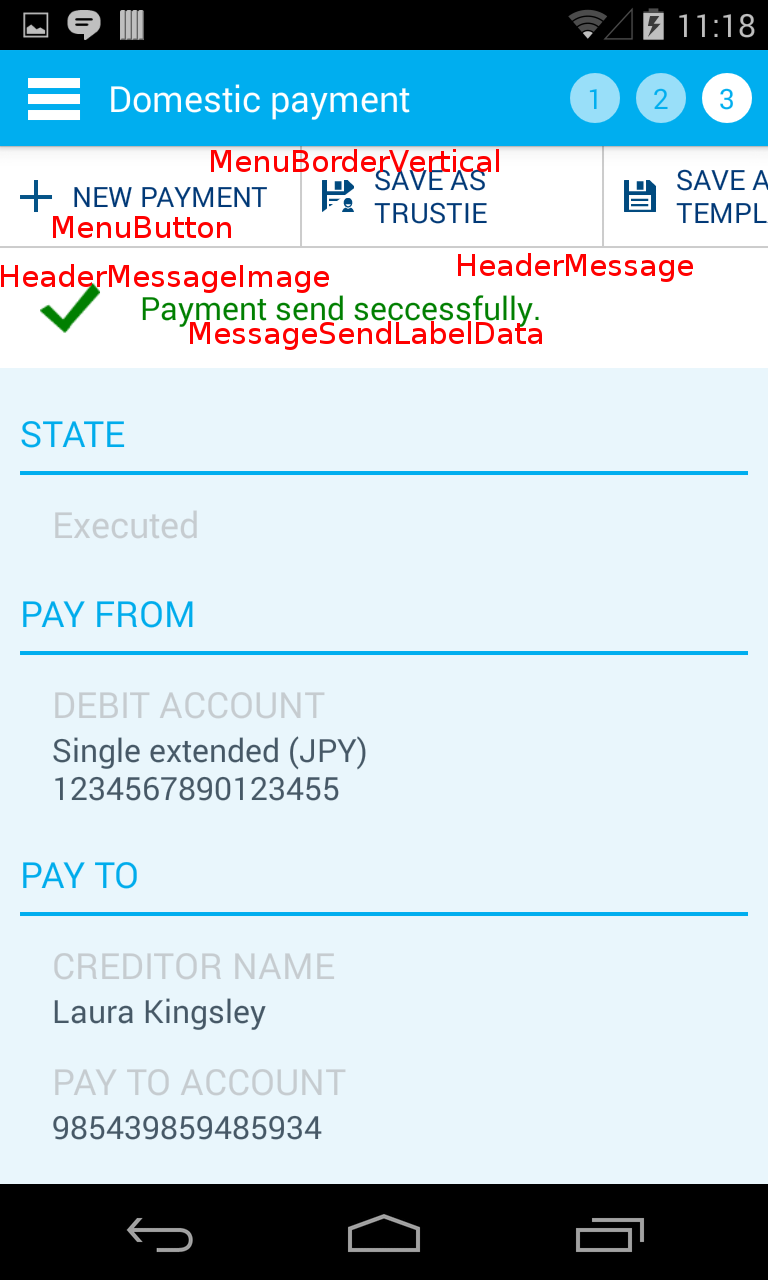 11:18
Domestic payment
1 2 3
MenuBorderVertical
NEW PAYMENT
SAVE AS
TRUSTIE
SAVE A
TEMPL
MenuButton
HeaderMessageImage
HeaderMessage
Payment send seccessfully.
MessageSendLabelData
STATE
Executed
PAY FROM
DEBIT ACCOUNT
Single extended (JPY)
1234567890123455
PAY TO
CREDITOR NAME
Laura Kingsley
PAY TO ACCOUNT
985439859485934